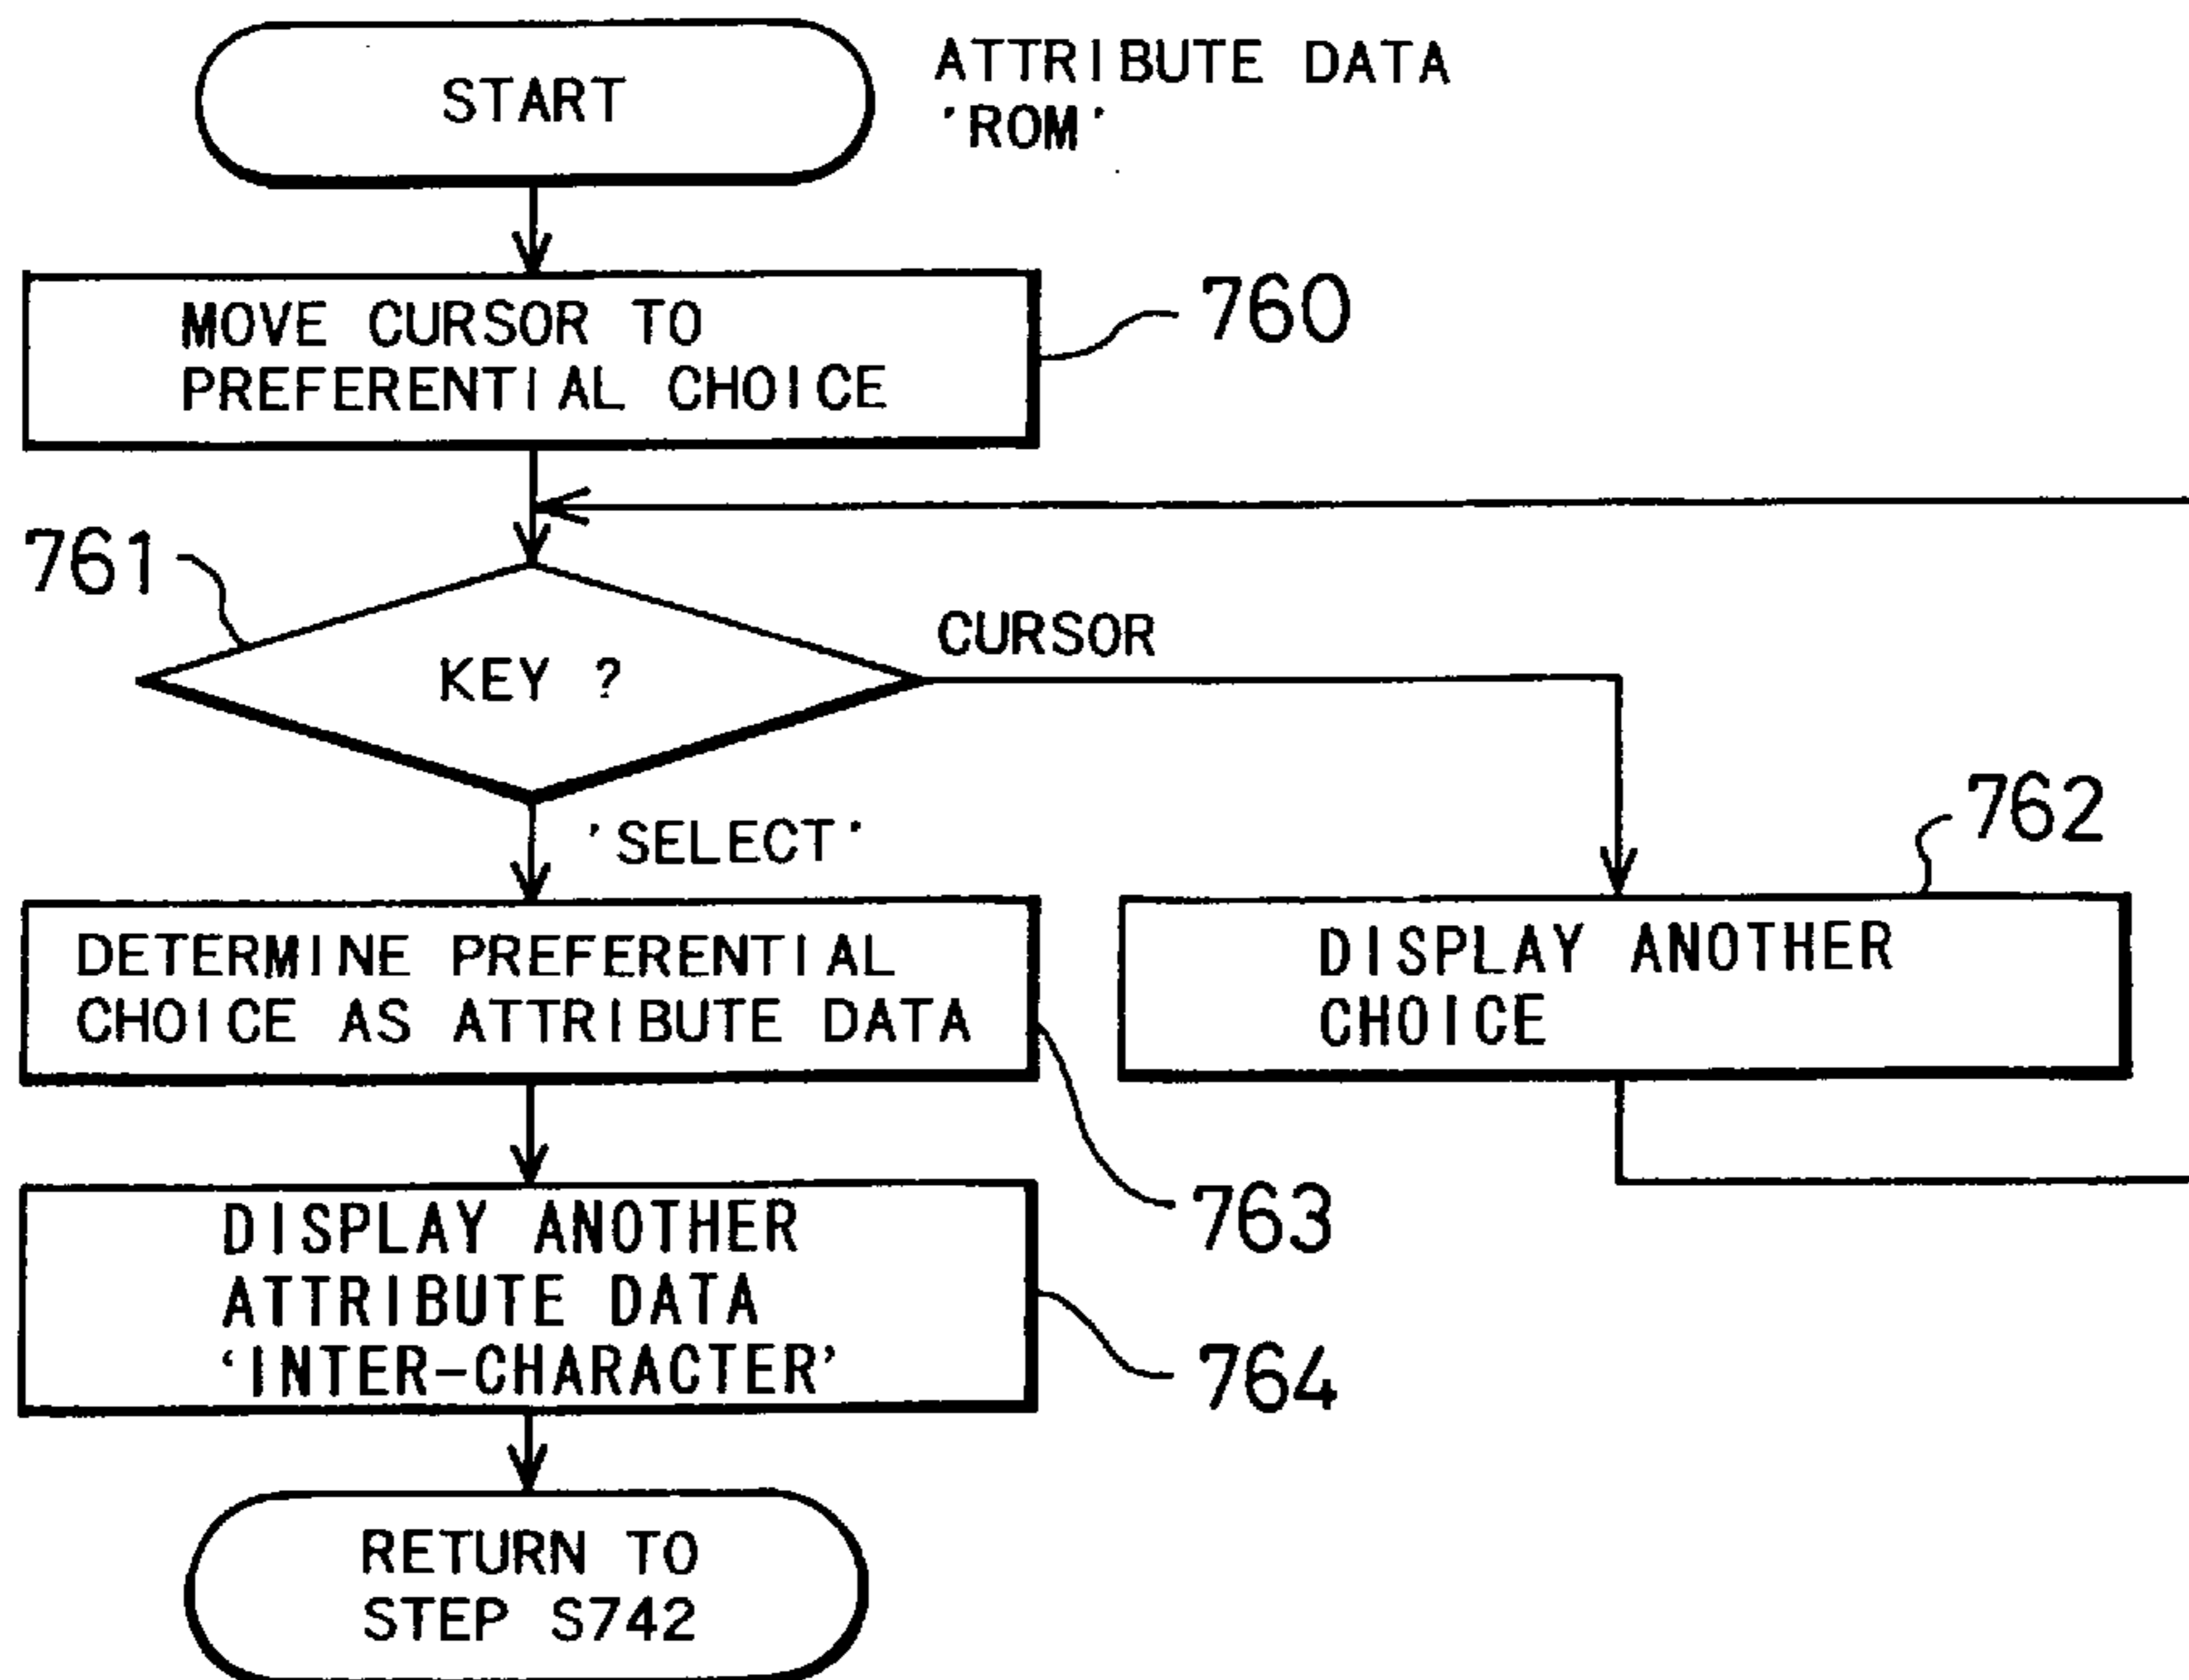 START
ATTRIBUTE DATA
'ROM'
MOVE CURSOR TO
PREFERENTIAL CHOICE
760
761
KEY ?
CURSOR
'SELECT'
762
DETERMINE PREFERENTIAL
CHOICE AS ATTRIBUTE DATA
DISPLAY ANOTHER
CHOICE
763
DISPLAY ANOTHER
ATTRIBUTE DATA
'INTER-CHARACTER'
764
RETURN TO
STEP S742